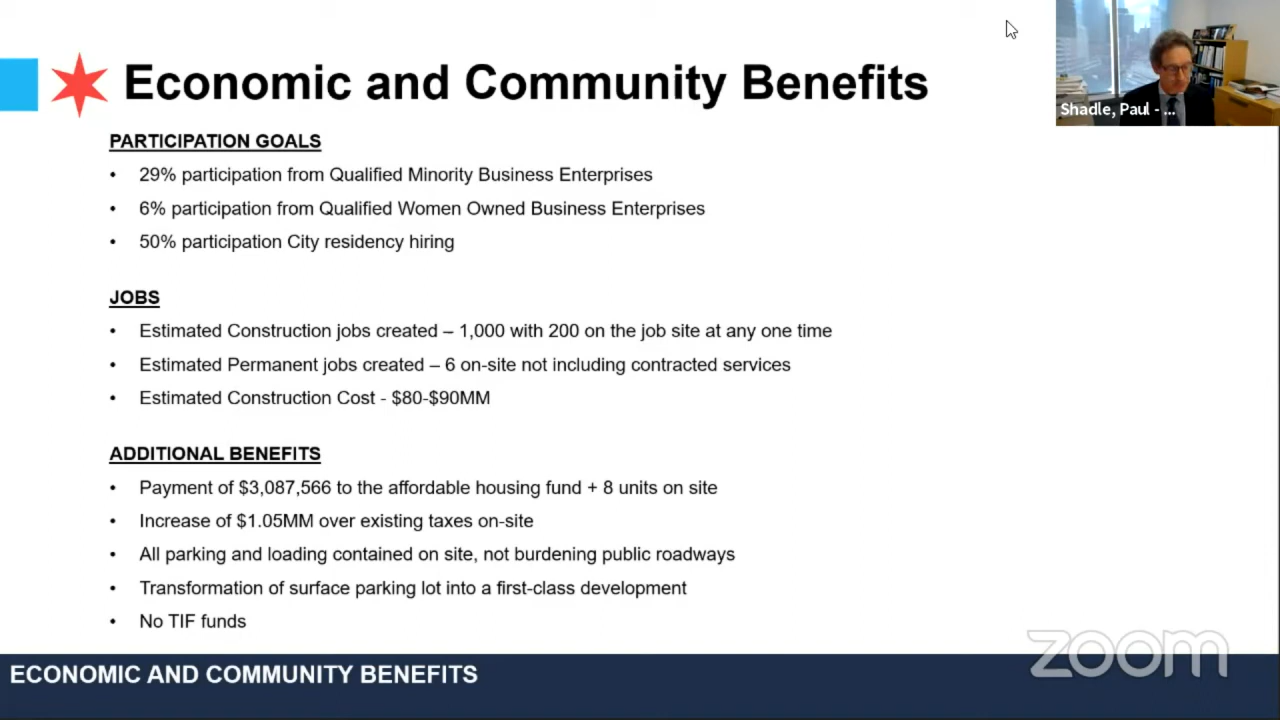 Economic and Community Benefits
Shadle, Paul - ...
PARTICIPATION GOALS
• 29% participation from Qualified Minority Business Enterprises
• 6% participation from Qualified Women Owned Business Enterprises
• 50% participation City residency hiring
JOBS
• Estimated Construction jobs created – 1,000 with 200 on the job site at any one time
• Estimated Permanent jobs created – 6 on-site not including contracted services
• Estimated Construction Cost - $80-$90MM
ADDITIONAL BENEFITS
• Payment of $3,087,566 to the affordable housing fund + 8 units on site
• Increase of $1.05MM over existing taxes on-site
• All parking and loading contained on site, not burdening public roadways
• Transformation of surface parking lot into a first-class development
• No TIF funds
zoom
ECONOMIC AND COMMUNITY BENEFITS